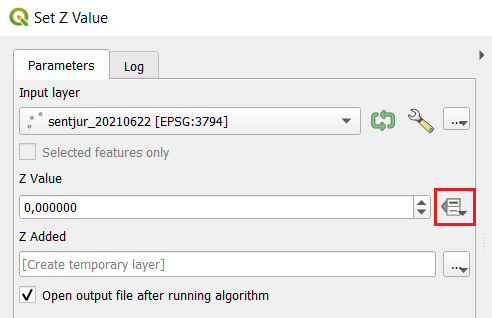 Set Z Value
Parameters
Log
Input layer
sentjur_20210622 [EPSG:3794]
...
Selected features only
Z Value
0,000000
Z Added
[Create temporary layer]
...
Open output file after running algorithm